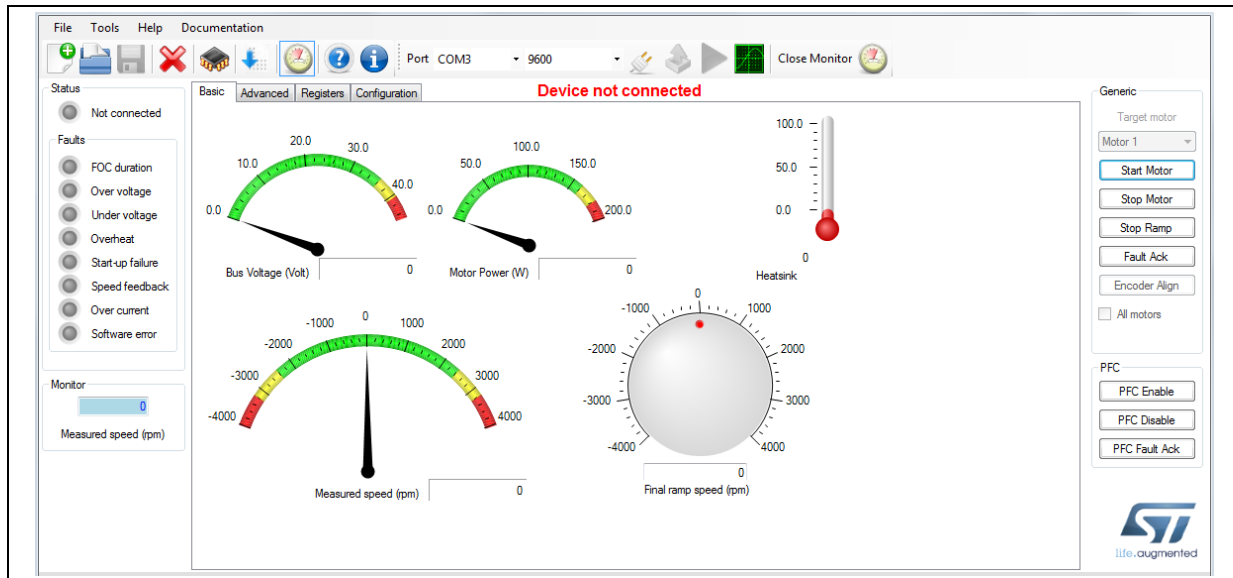 File Tools Help Documentation
Port COM3 9600 Close Monitor
Status
Not connected
Faults
FOC duration
Over voltage
Under voltage
Overheat
Start-up failure
Speed feedback
Over current
Software error
Monitor
0
Measured speed (rpm)
Basic Advanced Registers Configuration
Device not connected
0.0 10.0 20.0 30.0 40.0
Bus Voltage (Volt) 0
0.0 50.0 100.0 150.0 200.0
Motor Power (W) 0
100.0
50.0
0.0
0
Heatsink
-4000 -3000 -2000 -1000 0 1000 2000 3000 4000
Measured speed (rpm) 0
-4000 -3000 -2000 -1000 0 1000 2000 3000 4000
0
Final ramp speed (rpm)
Generic
Target motor
Motor 1
Start Motor
Stop Motor
Stop Ramp
Fault Ack
Encoder Align
All motors
PFC
PFC Enable
PFC Disable
PFC Fault Ack
ST
life.augmented